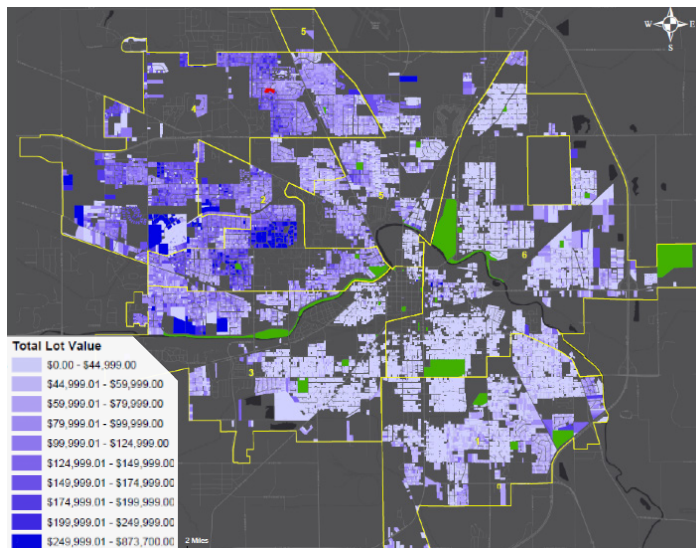 N
W E
S
5
4
2
5
6
3
1
Total Lot Value
$0.00 - $44,999.00
$44,999.01 - $59,999.00
$59,999.01 - $79,999.00
$79,999.01 - $99,999.00
$99,999.01 - $124,999.00
$124,999.01 - $149,999.00
$149,999.01 - $174,999.00
$174,999.01 - $199,999.00
$199,999.01 - $249,999.00
$249,999.01 - $873,700.00
2 Miles